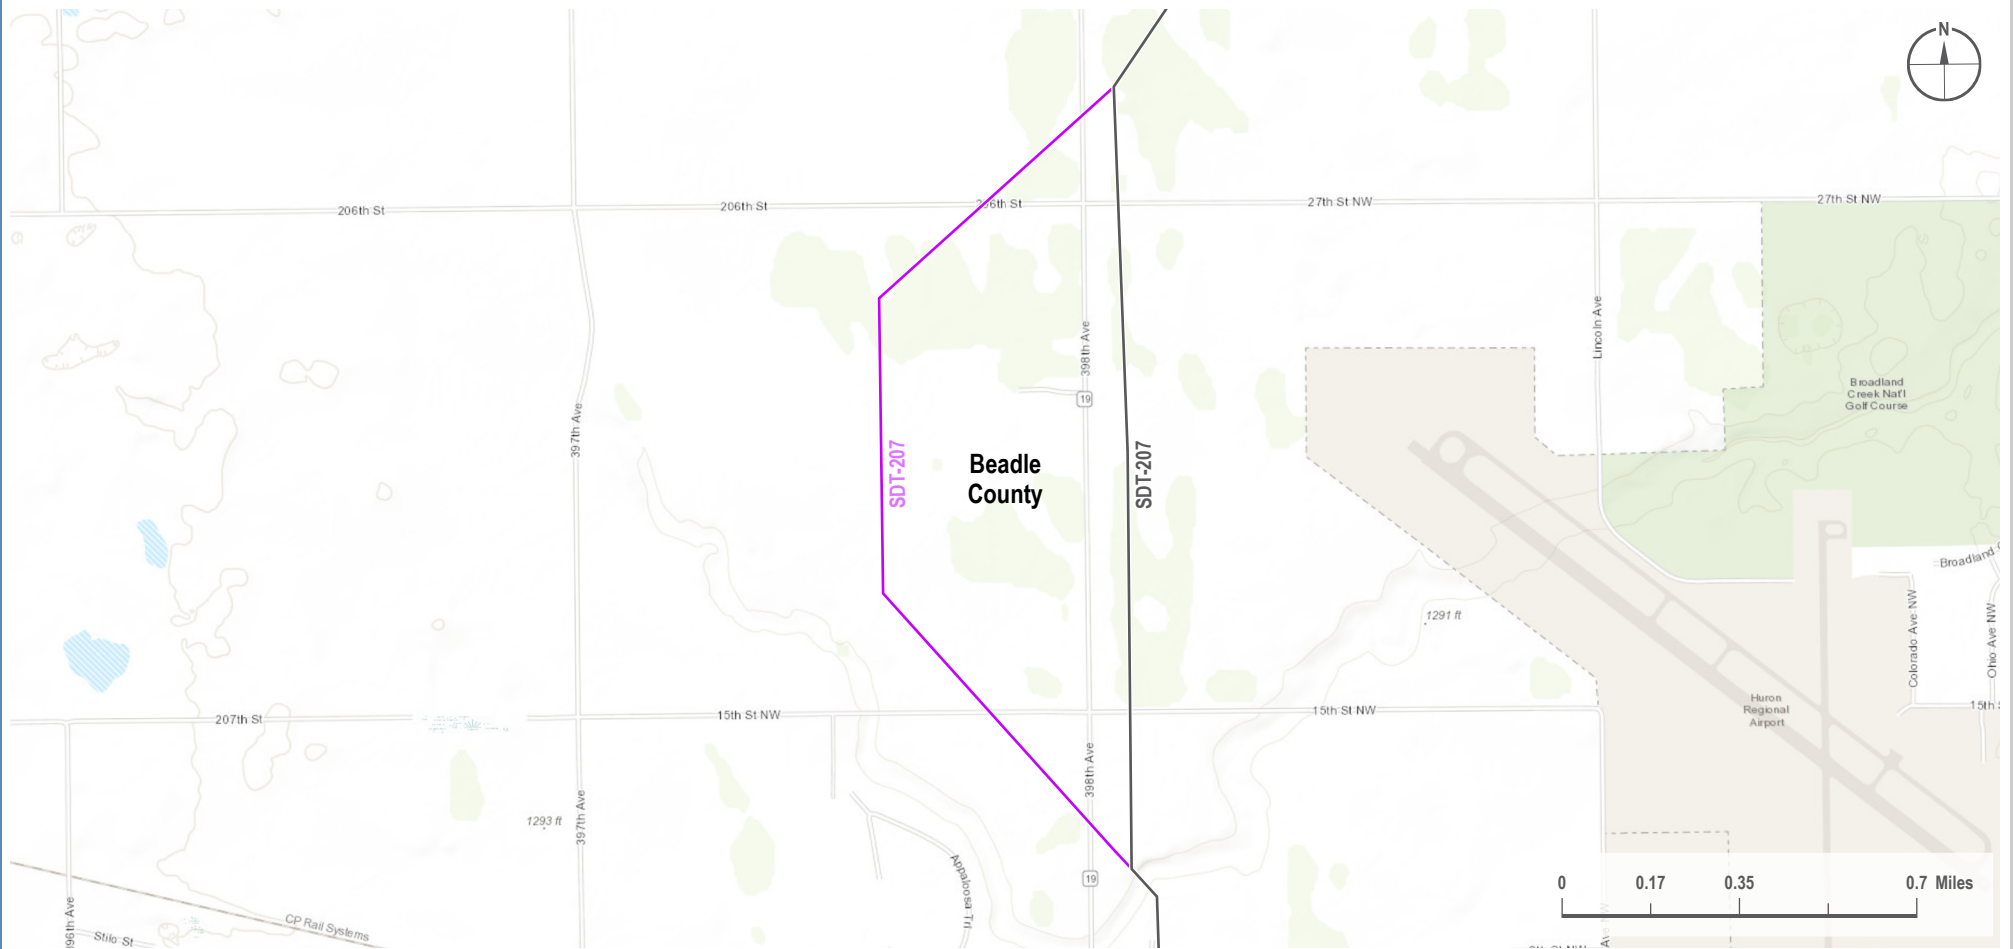 N
206th St
206th St
206th St
27th St NW
27th St NW
398th Ave
Lincoln Ave
Broadland
Creek Nat'l
Golf Course
19
397th Ave
SDT-207
Beadle
County
SDT-207
Broadland
1291 ft
Colorado Ave NW
Ohio Ave NW
207th St
15th St NW
15th St NW
Huron
Regional
Airport
15th
398th Ave
1293 ft
397th Ave
19
Appaloosa Trl
0 0.17 0.35 0.7 Miles
396th Ave
Stilo St
CP Rail Systems
Ave